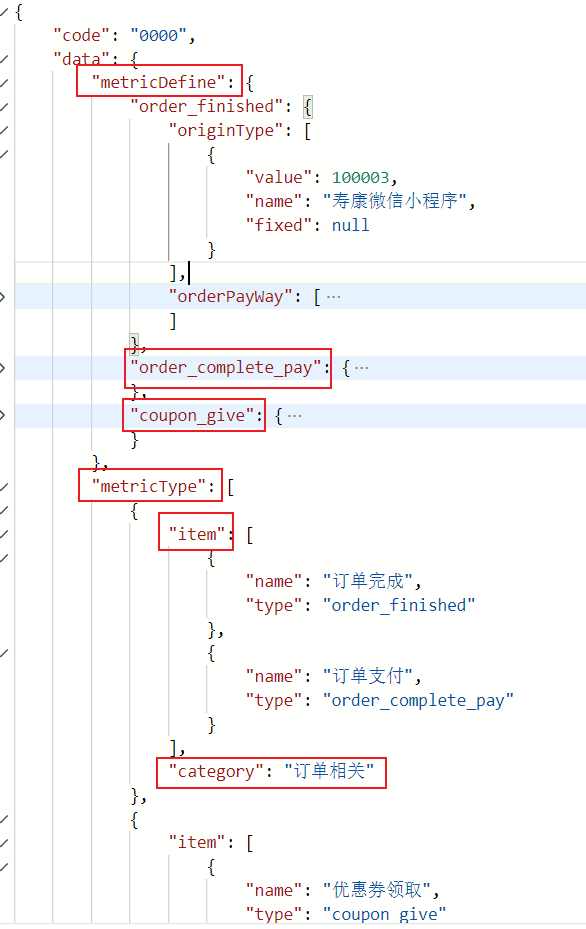 {
"code": "0000",
"data": {
"metricDefine": {
"order_finished": {
"originType": [
{
"value": 100003,
"name": "寿康微信小程序",
"fixed": null
}
],
"orderPayWay": [ ···
]
},
"order_complete_pay": { ···
},
"coupon_give": { ···
}
},
"metricType": [
{
"item": [
{
"name": "订单完成",
"type": "order_finished"
},
{
"name": "订单支付",
"type": "order_complete_pay"
}
],
"category": "订单相关"
},
{
"item": [
{
"name": "优惠券领取",
"type": "coupon_give"